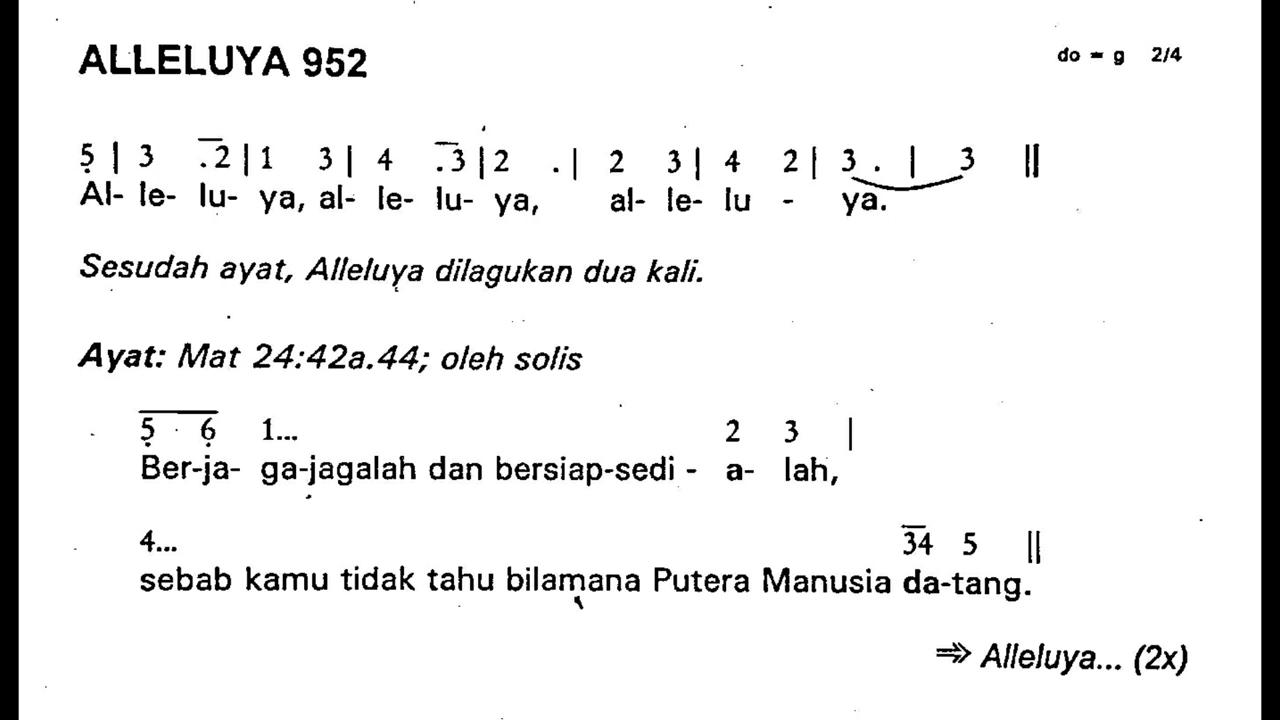 ALLELUYA 952 do = g 2/4
5̣ | 3 .2 | 1 3 | 4 .3 | 2 . | 2 3 | 4 2 | 3 . | 3 ||
Al- le- lu- ya, al- le- lu- ya, al- le- lu - ya.
Sesudah ayat, Alleluya dilagukan dua kali.
Ayat: Mat 24:42a.44; oleh solis
5̣ 6̣ 1... 2 3 |
Ber-ja- ga-jagalah dan bersiap-sedi - a- lah,
4... 34 5 ||
sebab kamu tidak tahu bilamana Putera Manusia da-tang.
⇒ Alleluya... (2x)